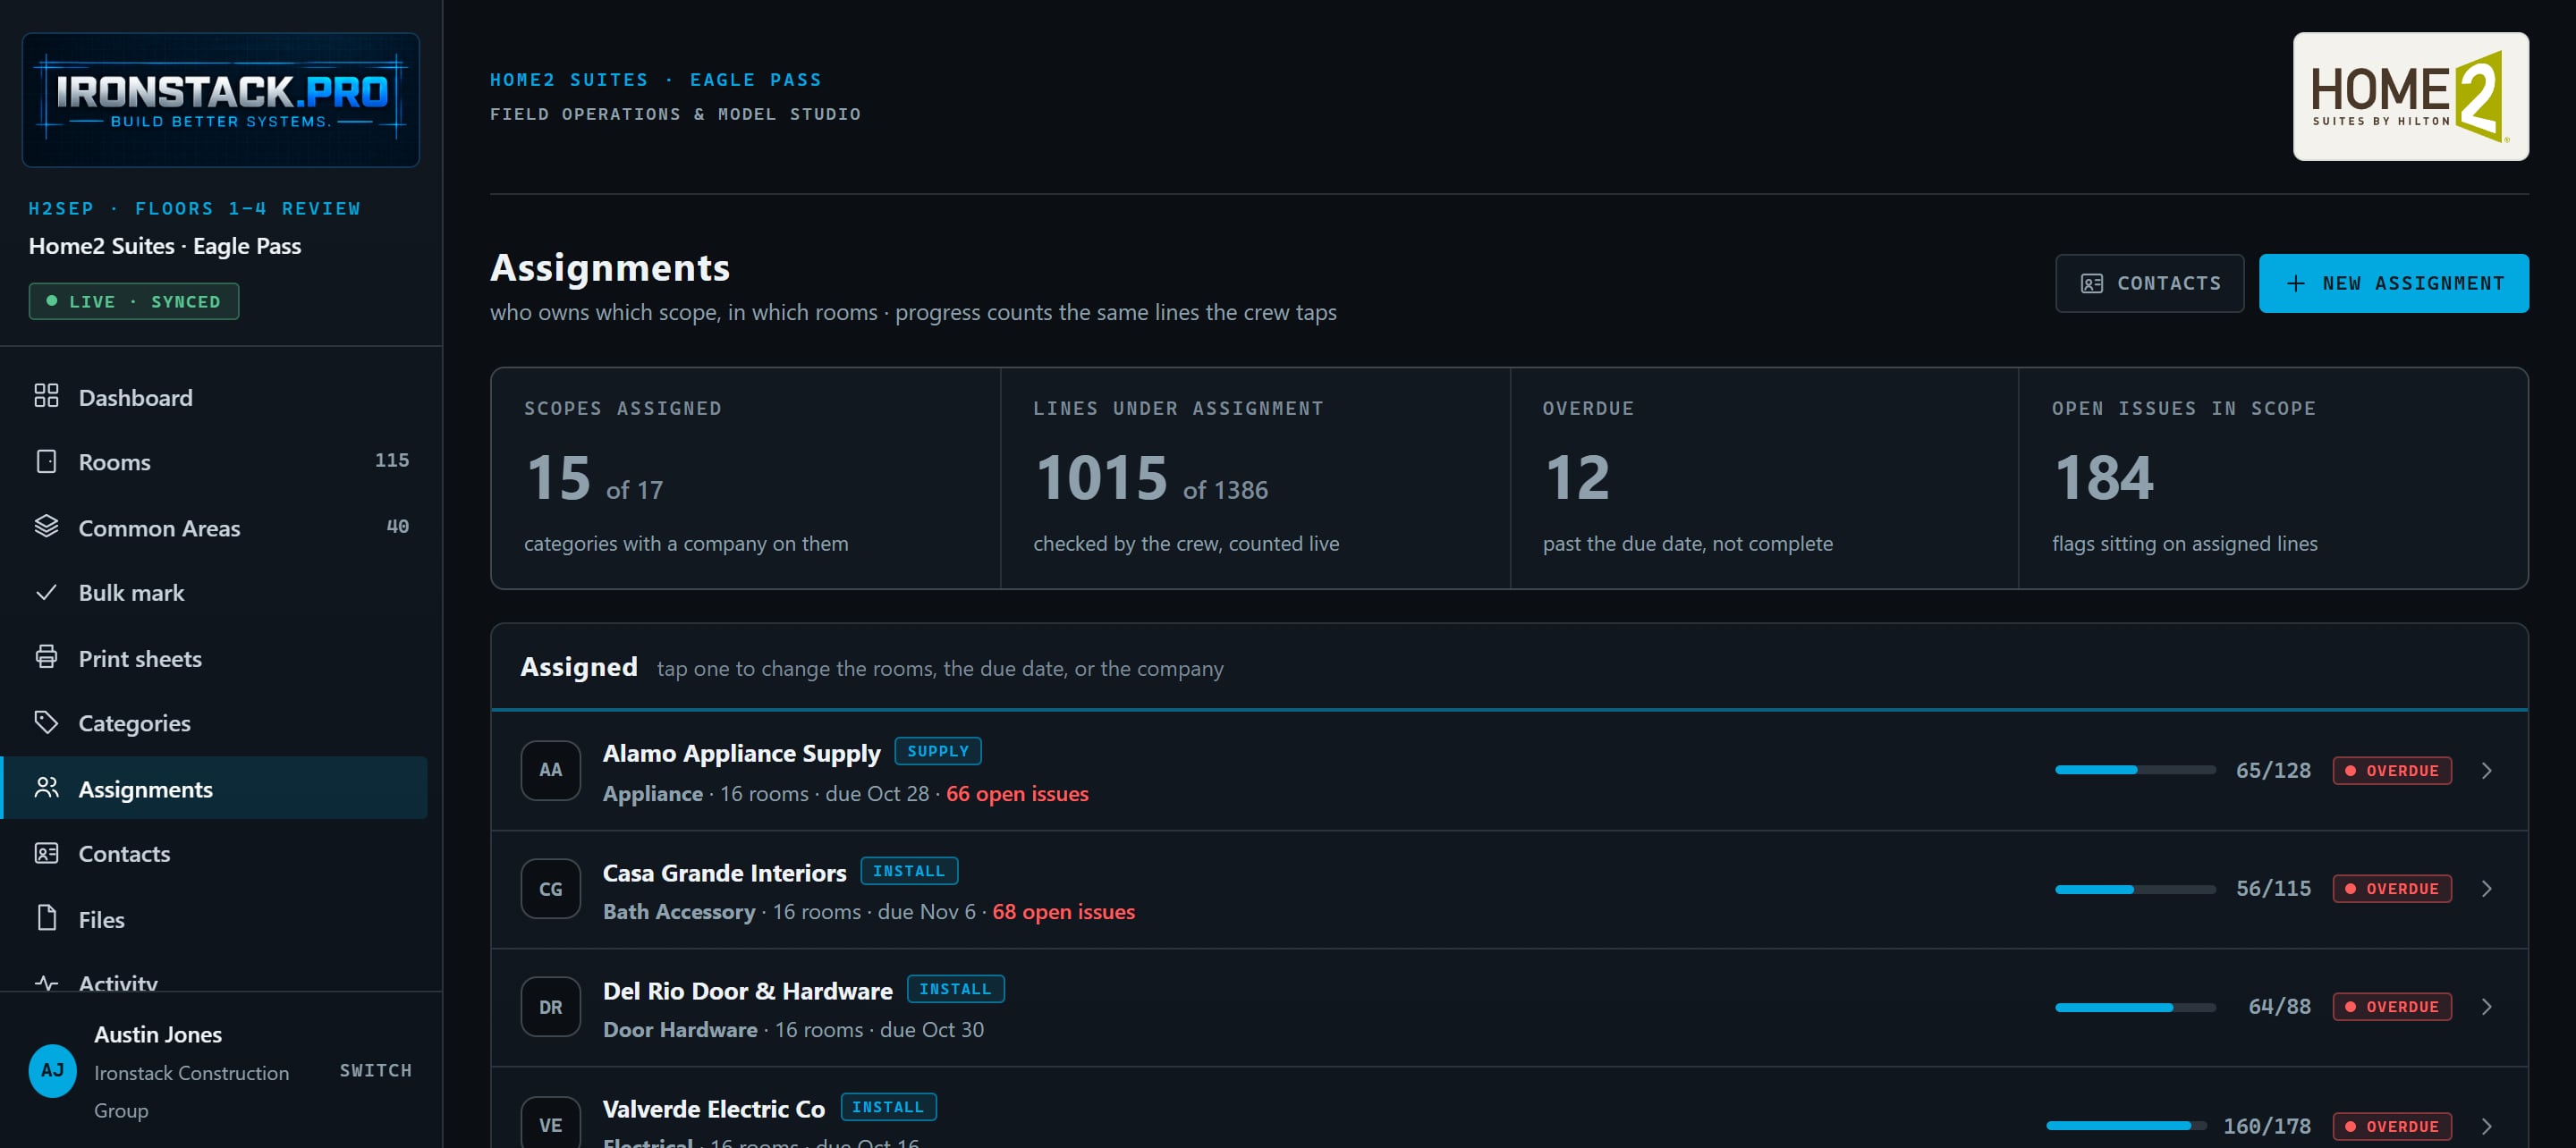 IRONSTACK.PRO
BUILD BETTER SYSTEMS.
H2SEP · FLOORS 1–4 REVIEW
Home2 Suites · Eagle Pass
LIVE · SYNCED
Dashboard
Rooms 115
Common Areas 40
Bulk mark
Print sheets
Categories
Assignments
Contacts
Files
Activity
AJ
Austin Jones
Ironstack Construction Group
SWITCH
HOME2 SUITES · EAGLE PASS
FIELD OPERATIONS & MODEL STUDIO
HOME2
SUITES BY HILTON
Assignments
who owns which scope, in which rooms · progress counts the same lines the crew taps
CONTACTS
+ NEW ASSIGNMENT
SCOPES ASSIGNED
15 of 17
categories with a company on them
LINES UNDER ASSIGNMENT
1015 of 1386
checked by the crew, counted live
OVERDUE
12
past the due date, not complete
OPEN ISSUES IN SCOPE
184
flags sitting on assigned lines
Assigned tap one to change the rooms, the due date, or the company
AA Alamo Appliance Supply SUPPLY
Appliance · 16 rooms · due Oct 28 · 66 open issues
65/128 OVERDUE
CG Casa Grande Interiors INSTALL
Bath Accessory · 16 rooms · due Nov 6 · 68 open issues
56/115 OVERDUE
DR Del Rio Door & Hardware INSTALL
Door Hardware · 16 rooms · due Oct 30
64/88 OVERDUE
VE Valverde Electric Co INSTALL
Electrical · 16 rooms · due Oct 16
160/178 OVERDUE